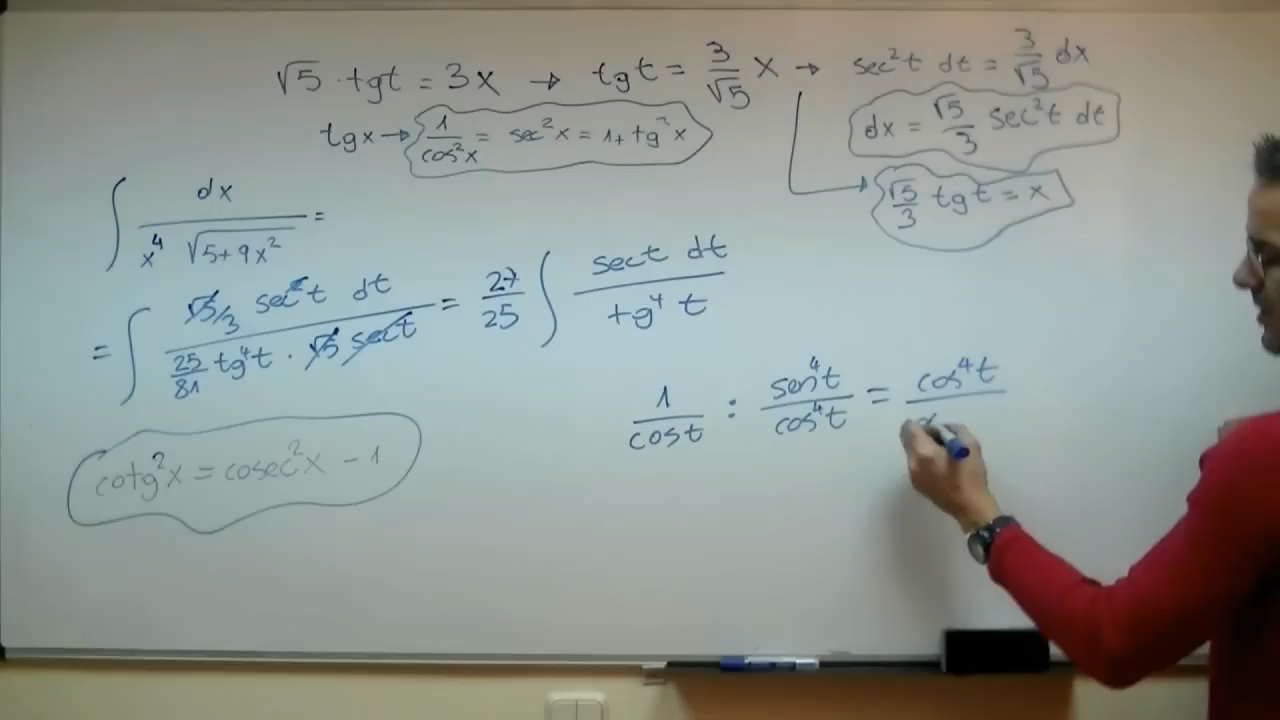 √5 · tgt = 3x → tgt = 3/√5 x → sec²t dt = 3/√5 dx
tgx → 1/cos²x = sec²x = 1 + tg²x
dx = √5/3 sec²t dt
√5/3 tgt = x
∫ dx / (x⁴ √(5+9x²)) =
= ∫ (√5/3 sec²t dt) / (25/81 tg⁴t · √5 sect) = 27/25 ∫ sect dt / tg⁴t
1/cost : sen⁴t/cos⁴t = cos⁴t
cotg²x = cosec²x − 1